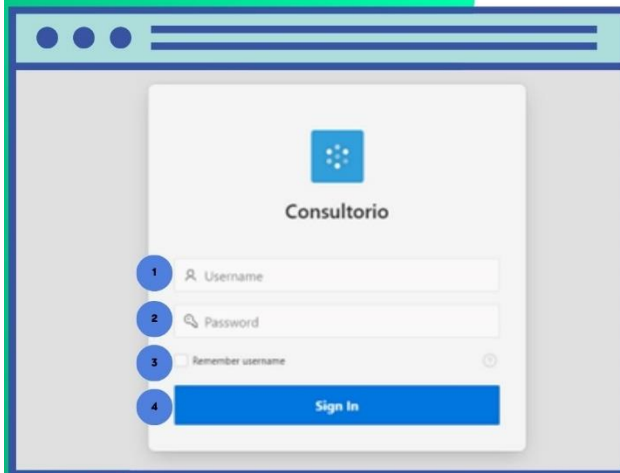 Consultorio
1 Username
2 Password
3 Remember username ?
4 Sign In